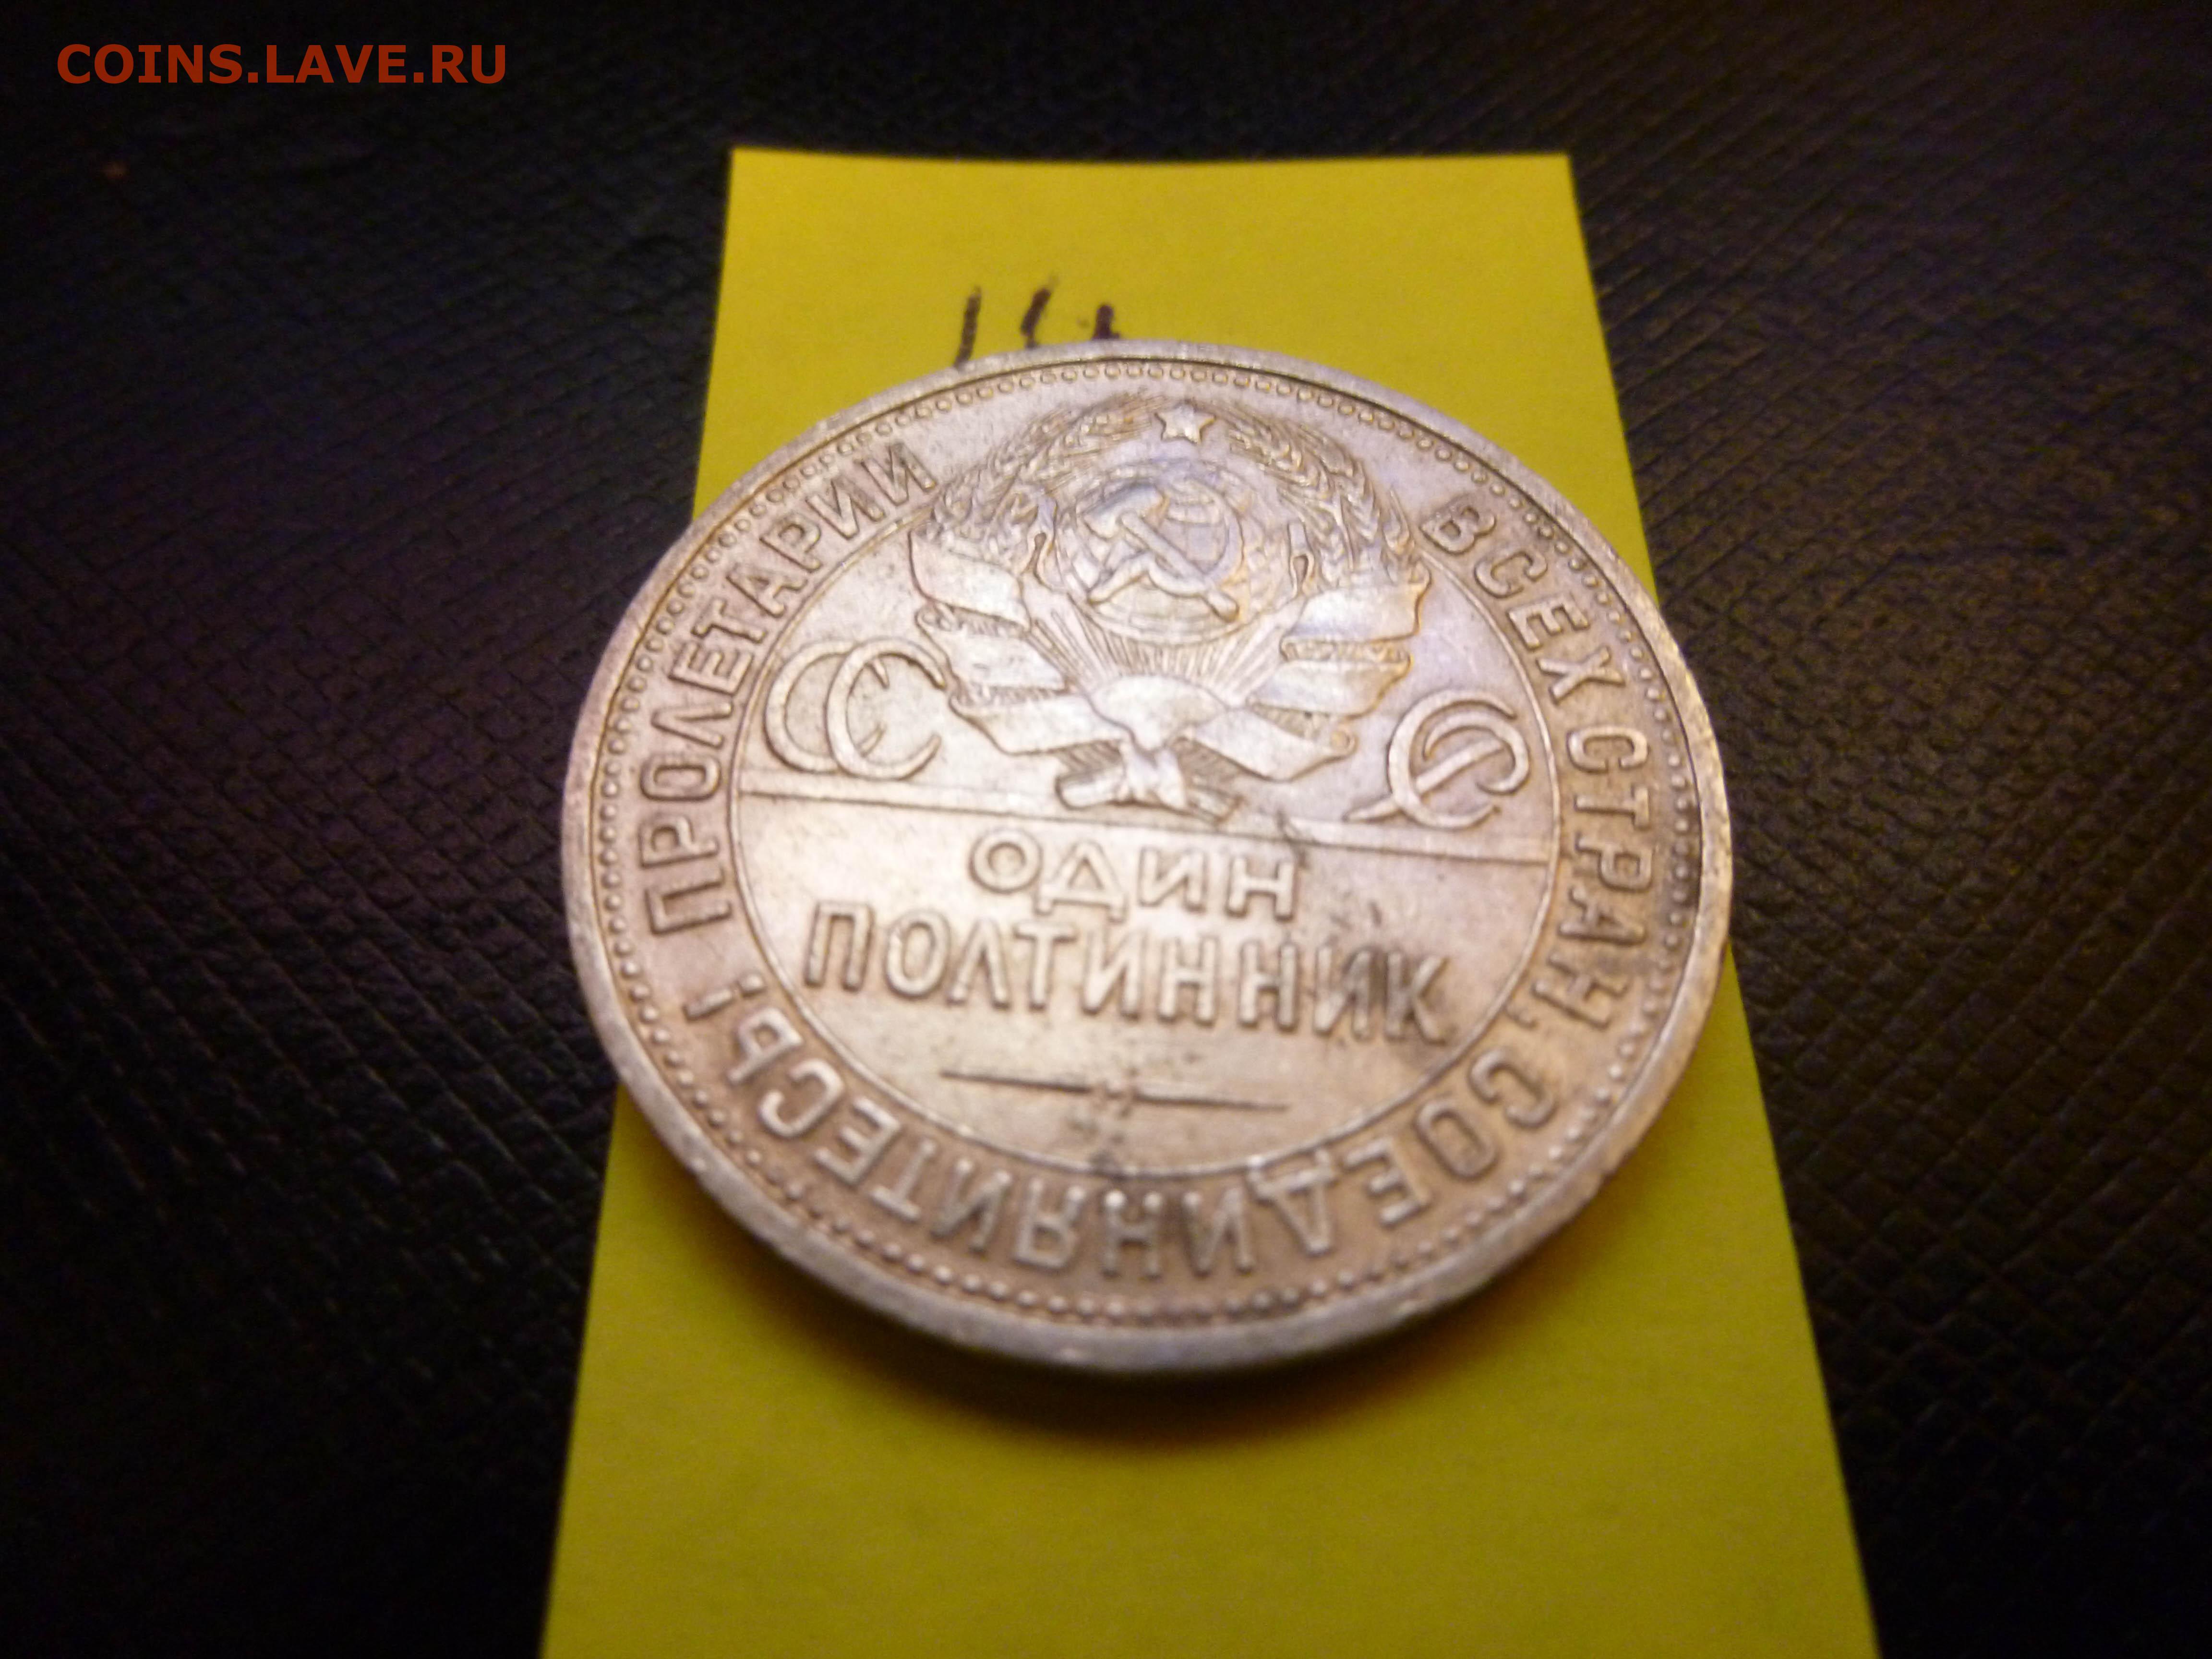 COINS.LAVE.RU
ПРОЛЕТАРИИ ВСЕХ СТРАН, СОЕДИНЯЙТЕСЬ!
СССР
ОДИН
ПОЛТИННИК